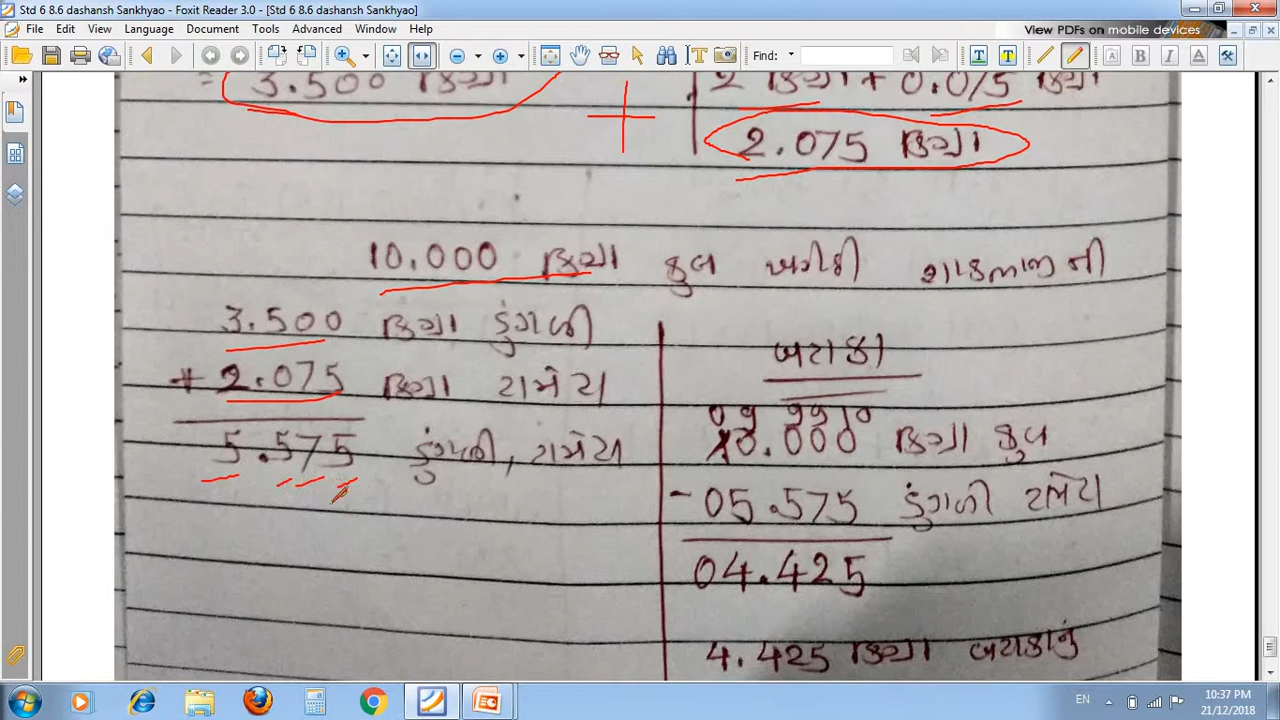 Std 6 8.6 dashansh Sankhyao - Foxit Reader 3.0 - [Std 6 8.6 dashansh Sankhyao]
File Edit View Language Document Tools Advanced Window Help
View PDFs on mobile devices
Find:
= 3.500 કિગ્રા
2 કિગ્રા + 0.075 કિગ્રા
+
2.075 કિગ્રા
10.000 કિગ્રા કુલ ખરીદી શાકભાજીની
3.500 કિગ્રા ડુંગળી
+ 2.075 કિગ્રા ટામેટા
5.575 ડુંગળી, ટામેટા
બટાકા
09 9910
10.000 કિગ્રા કુલ
- 05.575 ડુંગળી ટામેટા
04.425
4.425 કિગ્રા બટાકાનું
EN
10:37 PM
21/12/2018